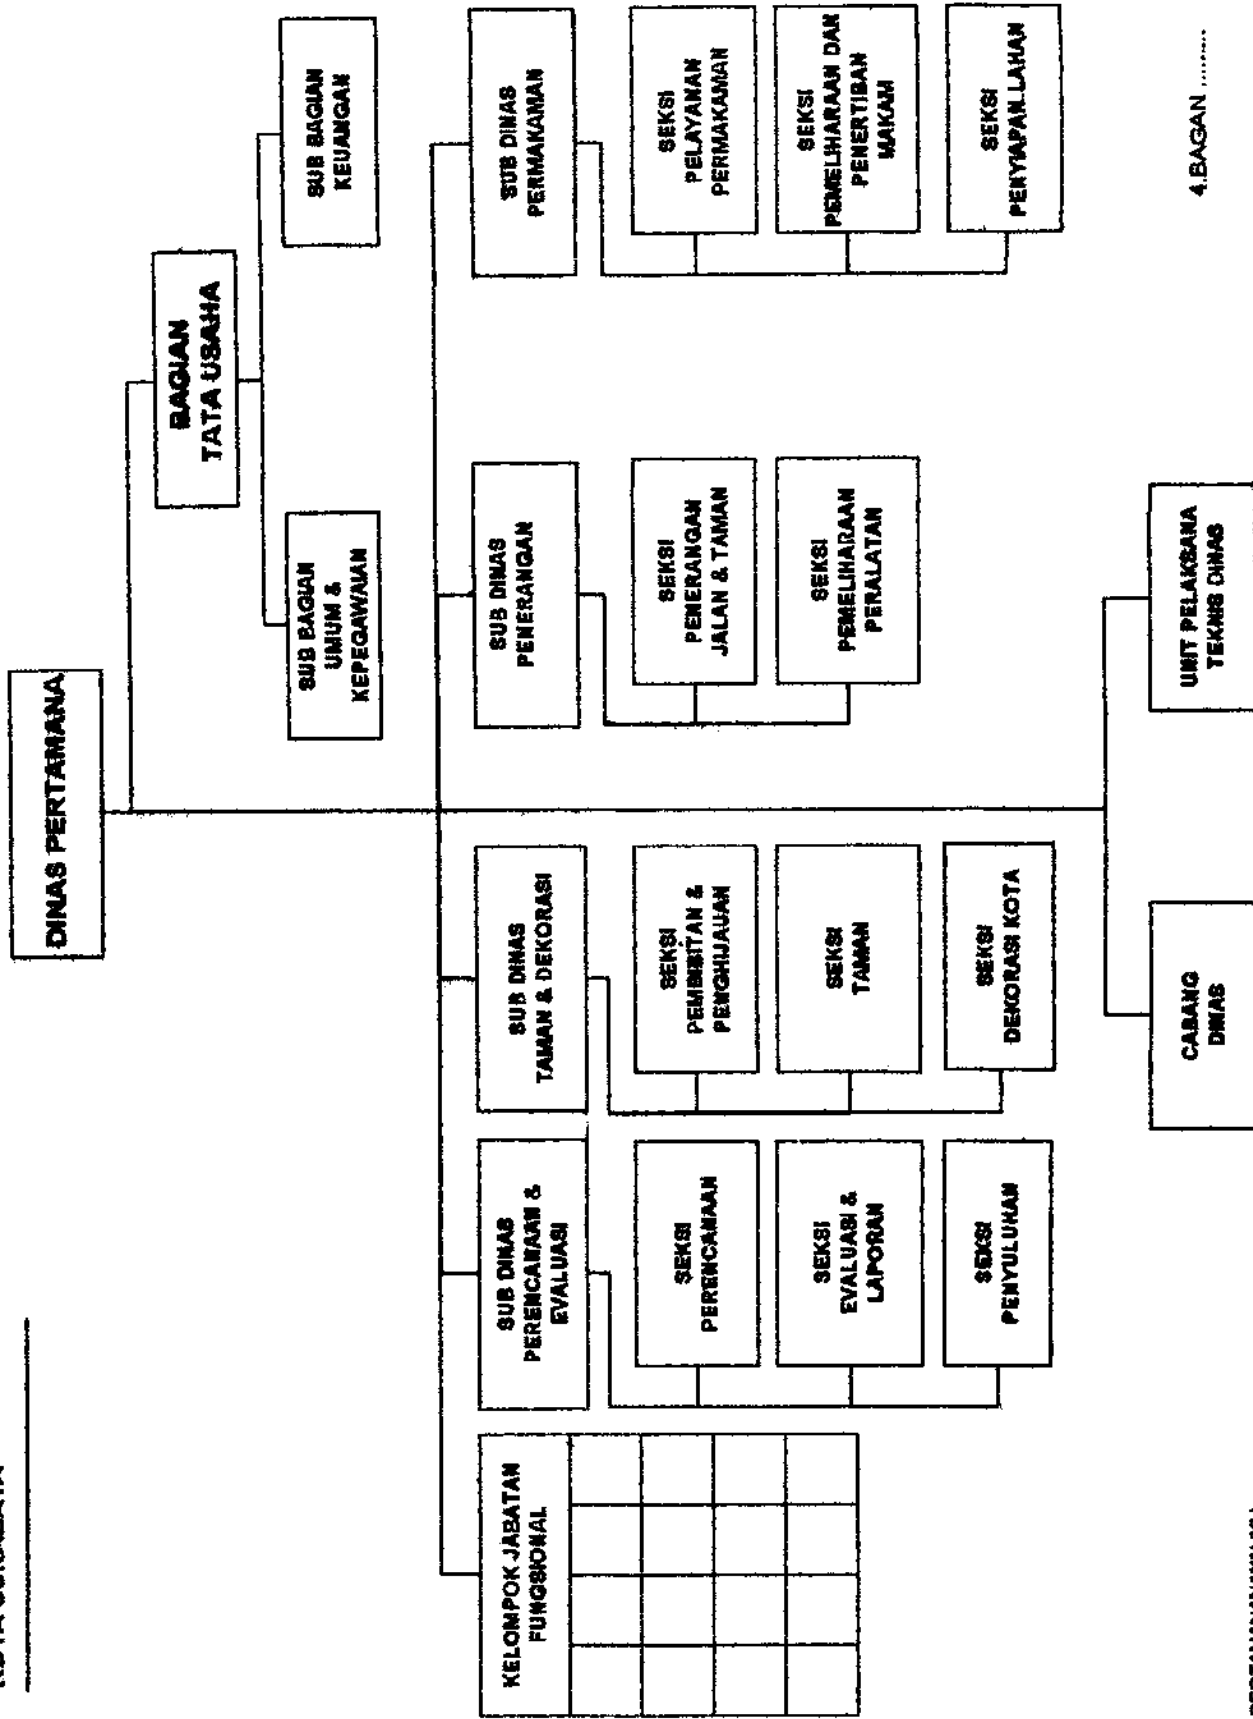 DINAS PERTAMANA
BAGIAN
TATA USAHA
SUB BAGIAN
UMUM &
KEPEGAWAIAN
SUB BAGIAN
KEUANGAN
KELOMPOK JABATAN
FUNGSIONAL
SUB DINAS
PERENCANAAN &
EVALUASI
SUB DINAS
TAMAN & DEKORASI
SUB DINAS
PENERANGAN
SUB DINAS
PERMAKAMAN
SEKSI
PERENCANAAN
SEKSI
PEMBIBITAN &
PENGHIJAUAN
SEKSI
PENERANGAN
JALAN & TAMAN
SEKSI
PELAYANAN
PERMAKAMAN
SEKSI
EVALUASI &
LAPORAN
SEKSI
TAMAN
SEKSI
PEMELIHARAAN
PERALATAN
SEKSI
PEMELIHARAAN DAN
PENERTIBAN
MAKAM
SEKSI
PENYULUHAN
SEKSI
DEKORASI KOTA
SEKSI
PENYIAPAN LAHAN
CABANG
DINAS
UNIT PELAKSANA
TEKNIS DINAS
4.BAGAN .........